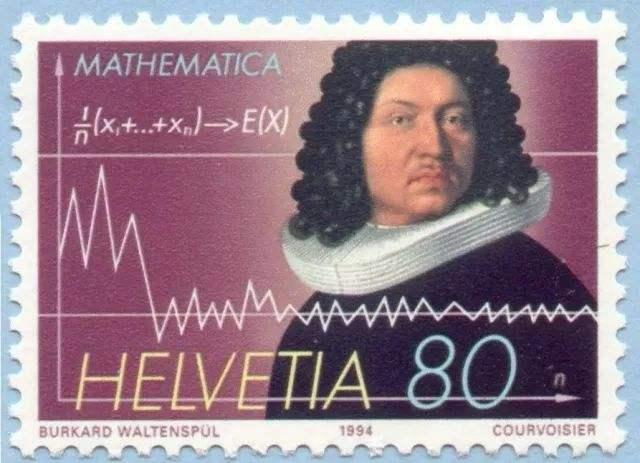 MATHEMATICA
1/n(x₁+...+xₙ)→E(X)
HELVETIA 80
n
BURKARD WALTENSPÜL 1994 COURVOISIER